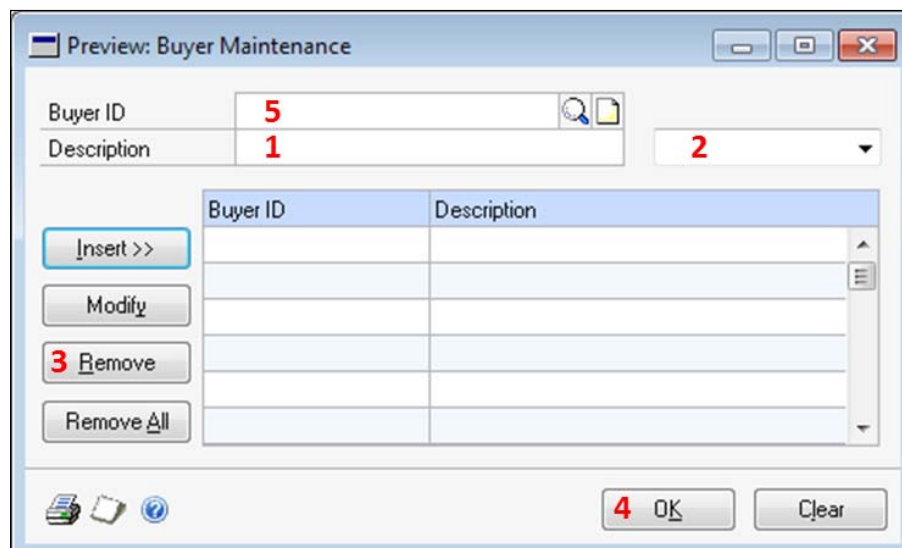 Preview: Buyer Maintenance
Buyer ID 5
Description 1 2
Buyer ID Description
Insert >>
Modify
3 Remove
Remove All
4 OK Clear